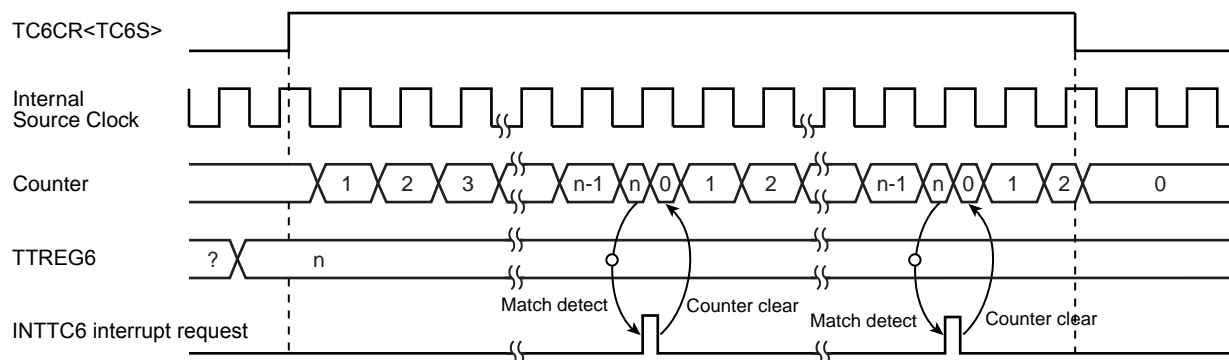 TC6CR<TC6S>
Internal
Source Clock
Counter 1 2 3 n-1 n 0 1 2 n-1 n 0 1 2 0
TTREG6 ? n
Match detect Counter clear Match detect Counter clear
INTTC6 interrupt request